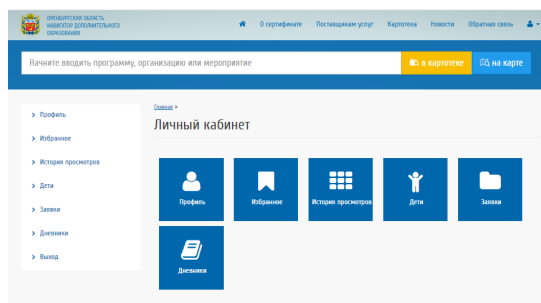 ОРЕНБУРГСКАЯ ОБЛАСТЬ
НАВИГАТОР ДОПОЛНИТЕЛЬНОГО
ОБРАЗОВАНИЯ
О сертификате Поставщикам услуг Картотека Новости Обратная связь
Начните вводить программу, организацию или мероприятие
в картотеке
на карте
Главная »
Личный кабинет
Профиль
Избранное
История просмотров
Дети
Заявки
Дневники
Выход
Профиль Избранное История просмотров Дети Заявки
Дневники